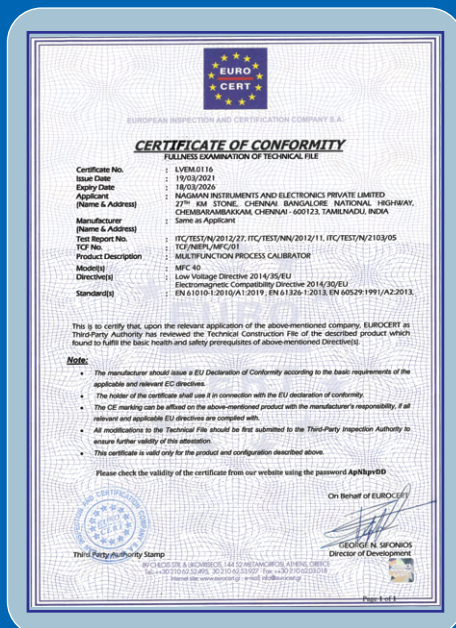 EURO
CERT
EUROPEAN INSPECTION AND CERTIFICATION COMPANY S.A.
CERTIFICATE OF CONFORMITY
FULLNESS EXAMINATION OF TECHNICAL FILE
Certificate No. : LVEM.0116
Issue Date : 19/03/2021
Expiry Date : 18/03/2026
Applicant : NAGMAN INSTRUMENTS AND ELECTRONICS PRIVATE LIMITED
(Name & Address) 27TH KM STONE, CHENNAI BANGALORE NATIONAL HIGHWAY,
CHEMBARAMBAKKAM, CHENNAI - 600123, TAMILNADU, INDIA
Manufacturer : Same as Applicant
(Name & Address)
Test Report No. : ITC/TEST/N/2012/27, ITC/TEST/NN/2012/11, ITC/TEST/N/2103/05
TCF No. : TCF/NIEPL/MFC/01
Product Description : MULTIFUNCTION PROCESS CALIBRATOR
Model(s) : MFC 40
Directive(s) : Low Voltage Directive 2014/35/EU
Electromagnetic Compatibility Directive 2014/30/EU
Standard(s) : EN 61010-1:2010/A1:2019, EN 61326-1:2013, EN 60529:1991/A2:2013.
This is to certify that, upon the relevant application of the above-mentioned company, EUROCERT as
Third-Party Authority has reviewed the Technical Construction File of the described product which
found to fulfil the basic health and safety prerequisites of above-mentioned Directive(s).
Note:
• The manufacturer should issue a EU Declaration of Conformity according to the basic requirements of the
applicable and relevant EC directives.
• The holder of the certificate shall use it in connection with the EU declaration of conformity.
• The CE marking can be affixed on the above-mentioned product with the manufacturer's responsibility, if all
relevant and applicable EU directives are complied with.
• All modifications to the Technical File should be first submitted to the Third-Party Inspection Authority to
ensure further validity of this attestation.
• This certificate is valid only for the product and configuration described above.
Please check the validity of the certificate from our website using the password ApNhpvDD
On Behalf of EUROCERT
GEORGE N. SIFONIOS
Third Party Authority Stamp Director of Development
89 CHLOIS STR. & LIKOVRISEOS, 144 52 METAMORFOSI, ATHENS, GREECE
Page 1 of 1